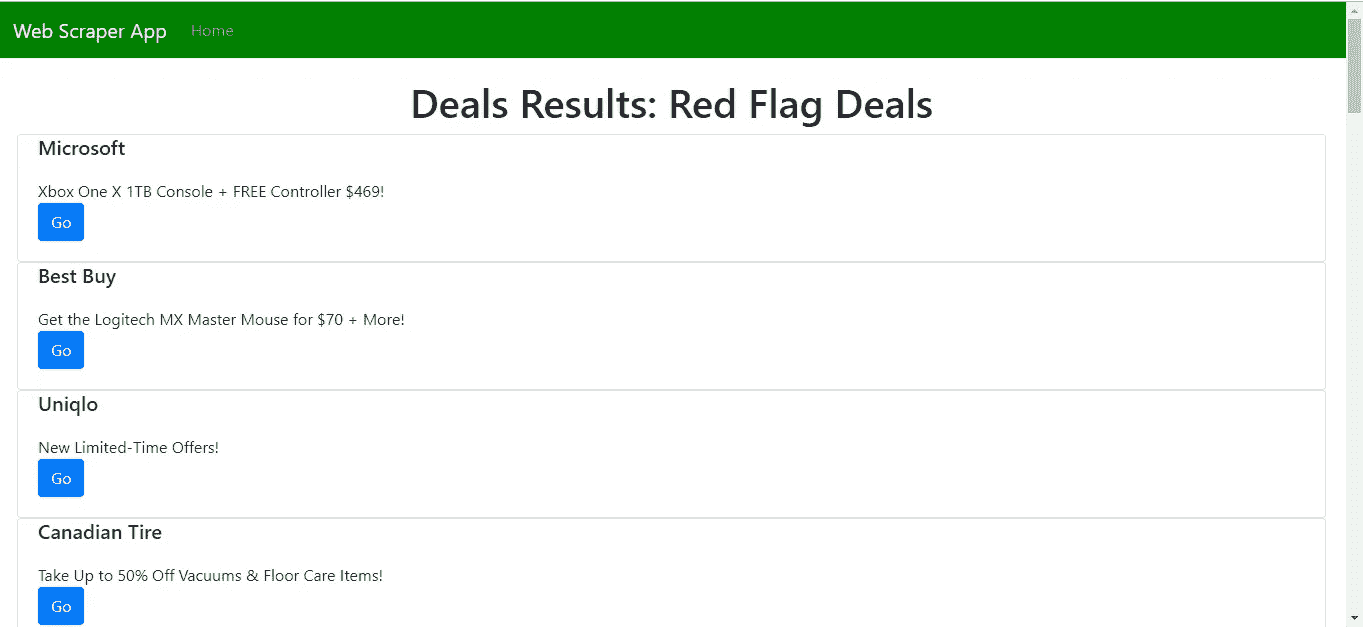 Web Scraper App Home
Deals Results: Red Flag Deals
Microsoft
Xbox One X 1TB Console + FREE Controller $469!
Go
Best Buy
Get the Logitech MX Master Mouse for $70 + More!
Go
Uniqlo
New Limited-Time Offers!
Go
Canadian Tire
Take Up to 50% Off Vacuums & Floor Care Items!
Go